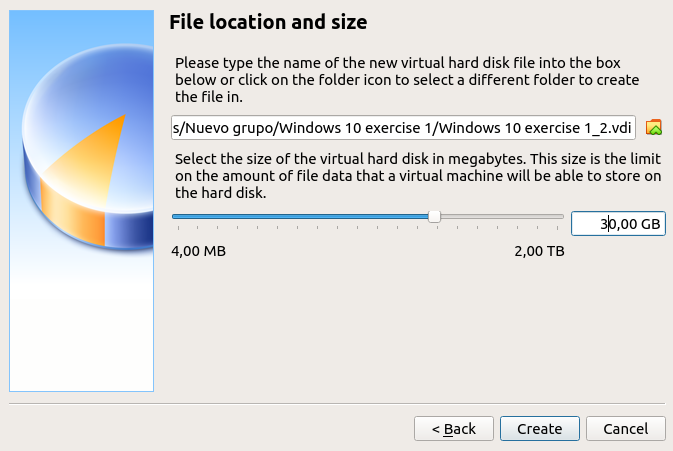 File location and size
Please type the name of the new virtual hard disk file into the box
below or click on the folder icon to select a different folder to create
the file in.
s/Nuevo grupo/Windows 10 exercise 1/Windows 10 exercise 1_2.vdi
Select the size of the virtual hard disk in megabytes. This size is the limit
on the amount of file data that a virtual machine will be able to store on
the hard disk.
30,00 GB
4,00 MB 2,00 TB
< Back Create Cancel